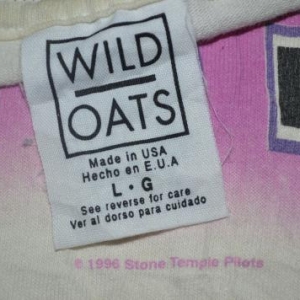 WILD
OATS
Made in USA
Hecho en E.U.A
L • G
See reverse for care
Ver al dorso para cuidado
© 1996 Stone Temple Pilots